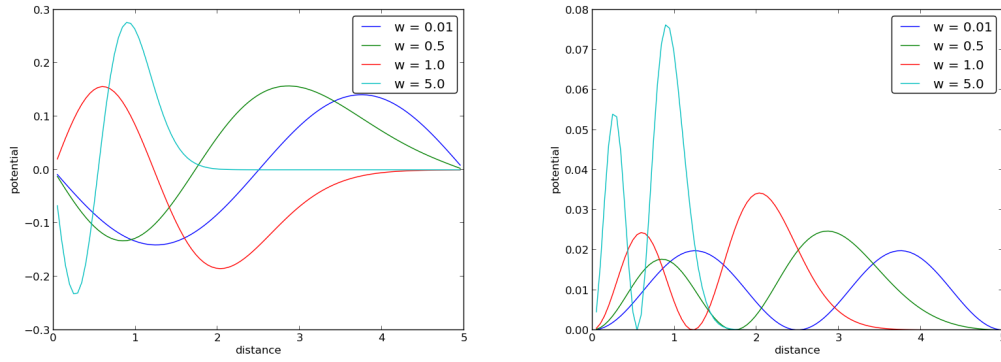 0.3
0.2
0.1
0.0
−0.1
−0.2
−0.3
potential
0
1
2
3
4
5
distance
w = 0.01
w = 0.5
w = 1.0
w = 5.0
0.08
0.07
0.06
0.05
0.04
0.03
0.02
0.01
0.00
potential
0
1
2
3
4
5
distance
w = 0.01
w = 0.5
w = 1.0
w = 5.0